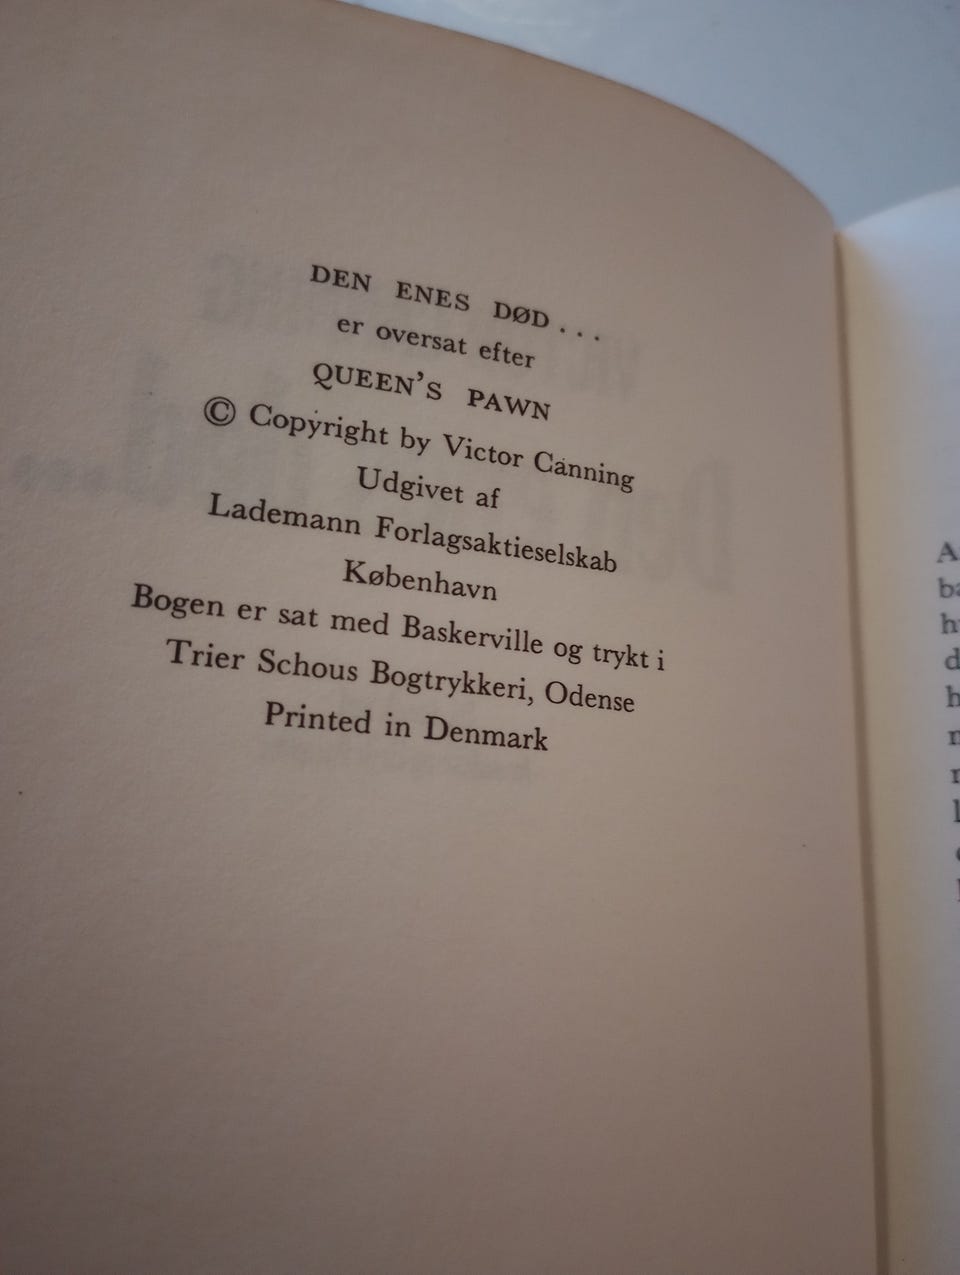 DEN ENES DØD...
er oversat efter
QUEEN'S PAWN
© Copyright by Victor Canning
Udgivet af
Lademann Forlagsaktieselskab
København
Bogen er sat med Baskerville og trykt i
Trier Schous Bogtrykkeri, Odense
Printed in Denmark